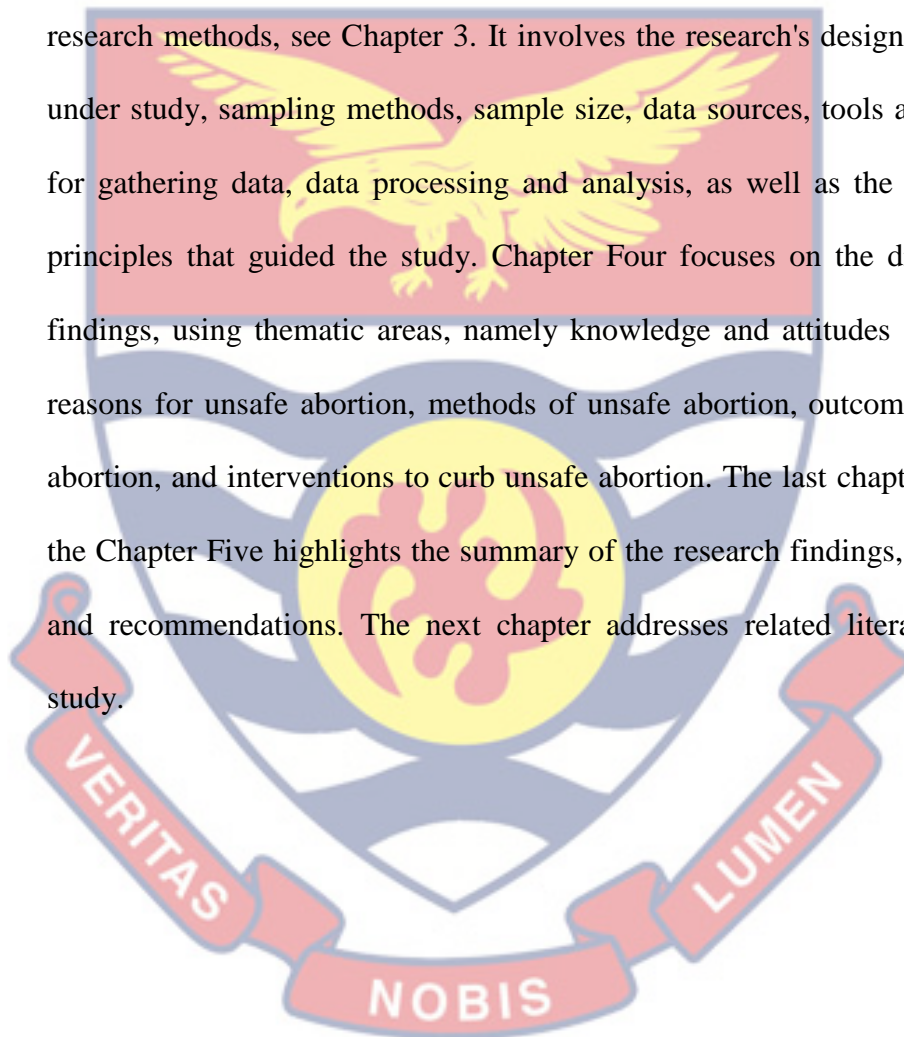 research methods, see Chapter 3. It involves the research's design
under study, sampling methods, sample size, data sources, tools a
for gathering data, data processing and analysis, as well as the
principles that guided the study. Chapter Four focuses on the d
findings, using thematic areas, namely knowledge and attitudes
reasons for unsafe abortion, methods of unsafe abortion, outcom
abortion, and interventions to curb unsafe abortion. The last chapt
the Chapter Five highlights the summary of the research findings,
and recommendations. The next chapter addresses related litera
study.
VERITAS
NOBIS
LUMEN